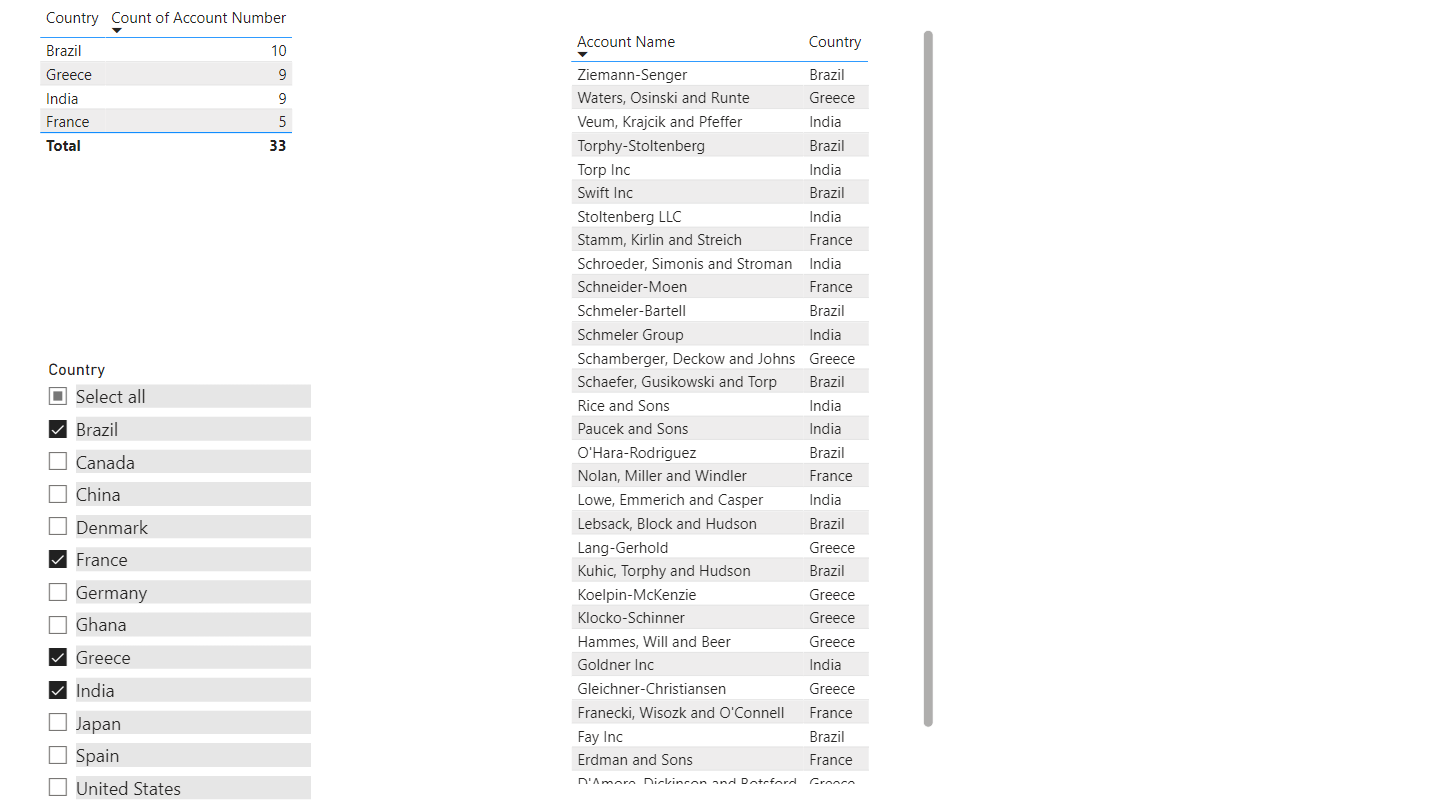 Country Count of Account Number
Brazil 10
Greece 9
India 9
France 5
Total 33
Country
Select all
Brazil
Canada
China
Denmark
France
Germany
Ghana
Greece
India
Japan
Spain
United States
Account Name Country
Ziemann-Senger Brazil
Waters, Osinski and Runte Greece
Veum, Krajcik and Pfeffer India
Torphy-Stoltenberg Brazil
Torp Inc India
Swift Inc Brazil
Stoltenberg LLC India
Stamm, Kirlin and Streich France
Schroeder, Simonis and Stroman India
Schneider-Moen France
Schmeler-Bartell Brazil
Schmeler Group India
Schamberger, Deckow and Johns Greece
Schaefer, Gusikowski and Torp Brazil
Rice and Sons India
Paucek and Sons India
O'Hara-Rodriguez Brazil
Nolan, Miller and Windler France
Lowe, Emmerich and Casper India
Lebsack, Block and Hudson Brazil
Lang-Gerhold Greece
Kuhic, Torphy and Hudson Brazil
Koelpin-McKenzie Greece
Klocko-Schinner Greece
Hammes, Will and Beer Greece
Goldner Inc India
Gleichner-Christiansen Greece
Franecki, Wisozk and O'Connell France
Fay Inc Brazil
Erdman and Sons France
D'Amore, Dickinson and Botsford Greece